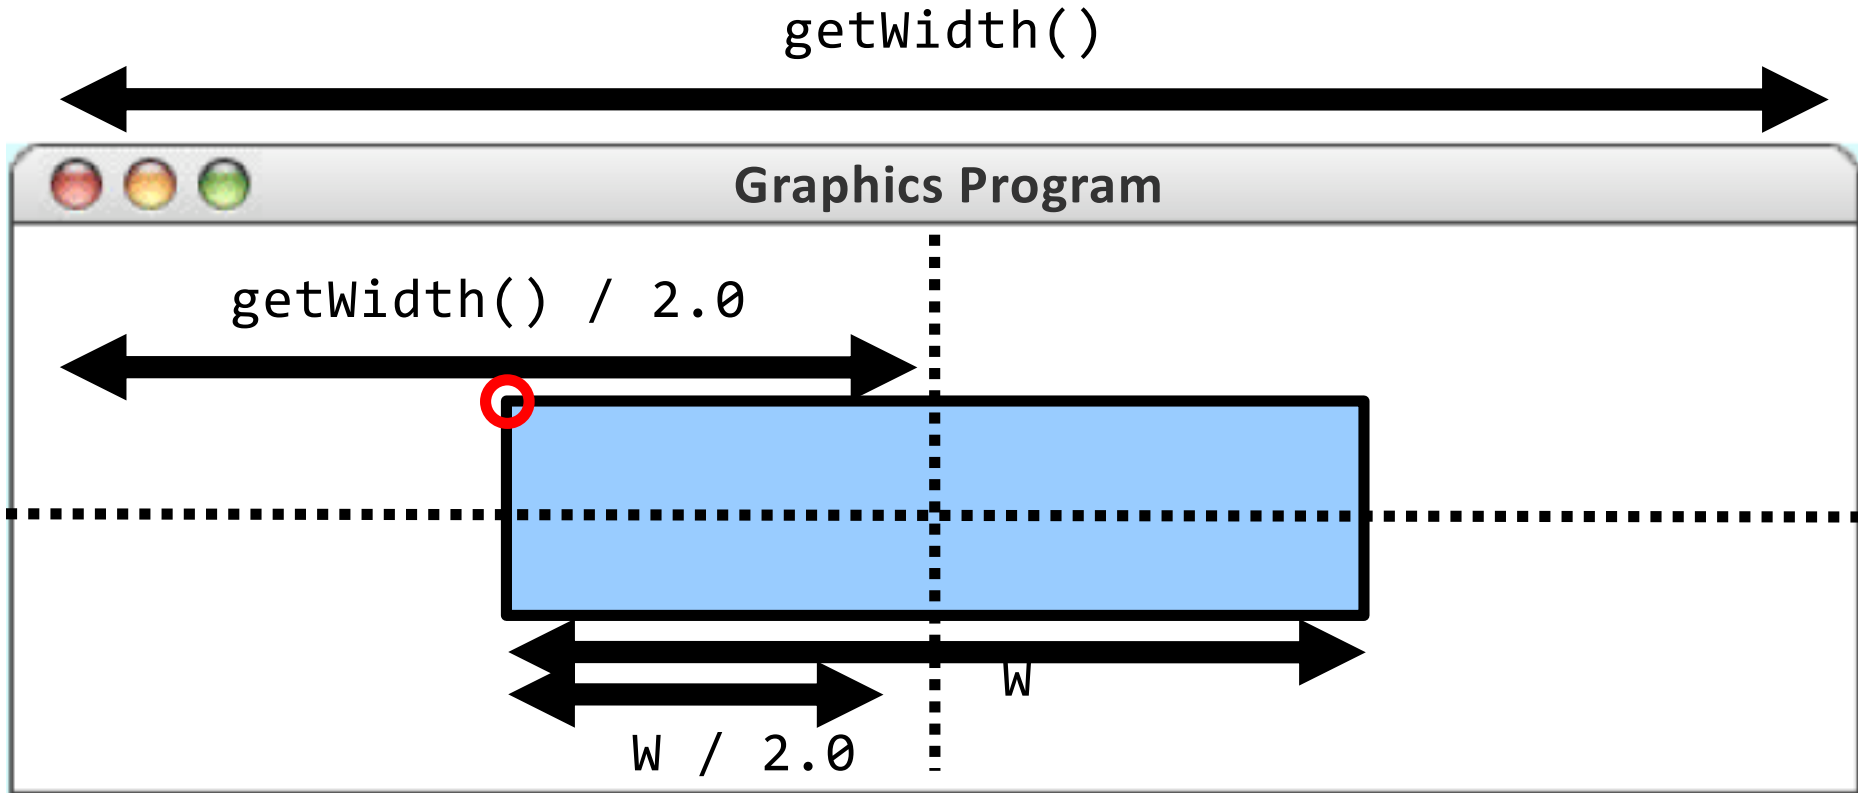 getWidth()
Graphics Program
getWidth() / 2.0
W
W / 2.0